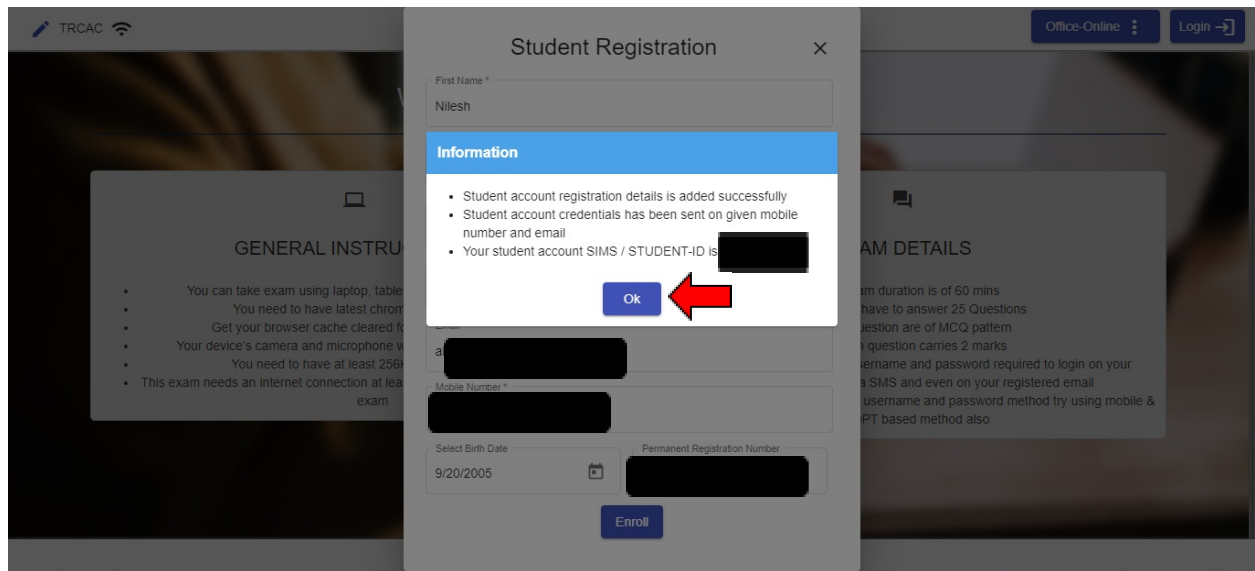 TRCAC
Office-Online
Login
Student Registration
First Name *
Nilesh
Information
Student account registration details is added successfully
Student account credentials has been sent on given mobile
number and email
Your student account SIMS / STUDENT-ID is
Ok
GENERAL INSTRU
You can take exam using laptop, table
You need to have latest chrom
Get your browser cache cleared fo
Your device's camera and microphone w
You need to have at least 256
This exam needs an internet connection at lea
exam
AM DETAILS
am duration is of 60 mins
have to answer 25 Questions
uestion are of MCQ pattern
question carries 2 marks
sername and password required to login on your
a SMS and even on your registered email
username and password method try using mobile &
PT based method also
Email
a
Mobile Number *
Select Birth Date
9/20/2005
Permanent Registration Number
Enroll